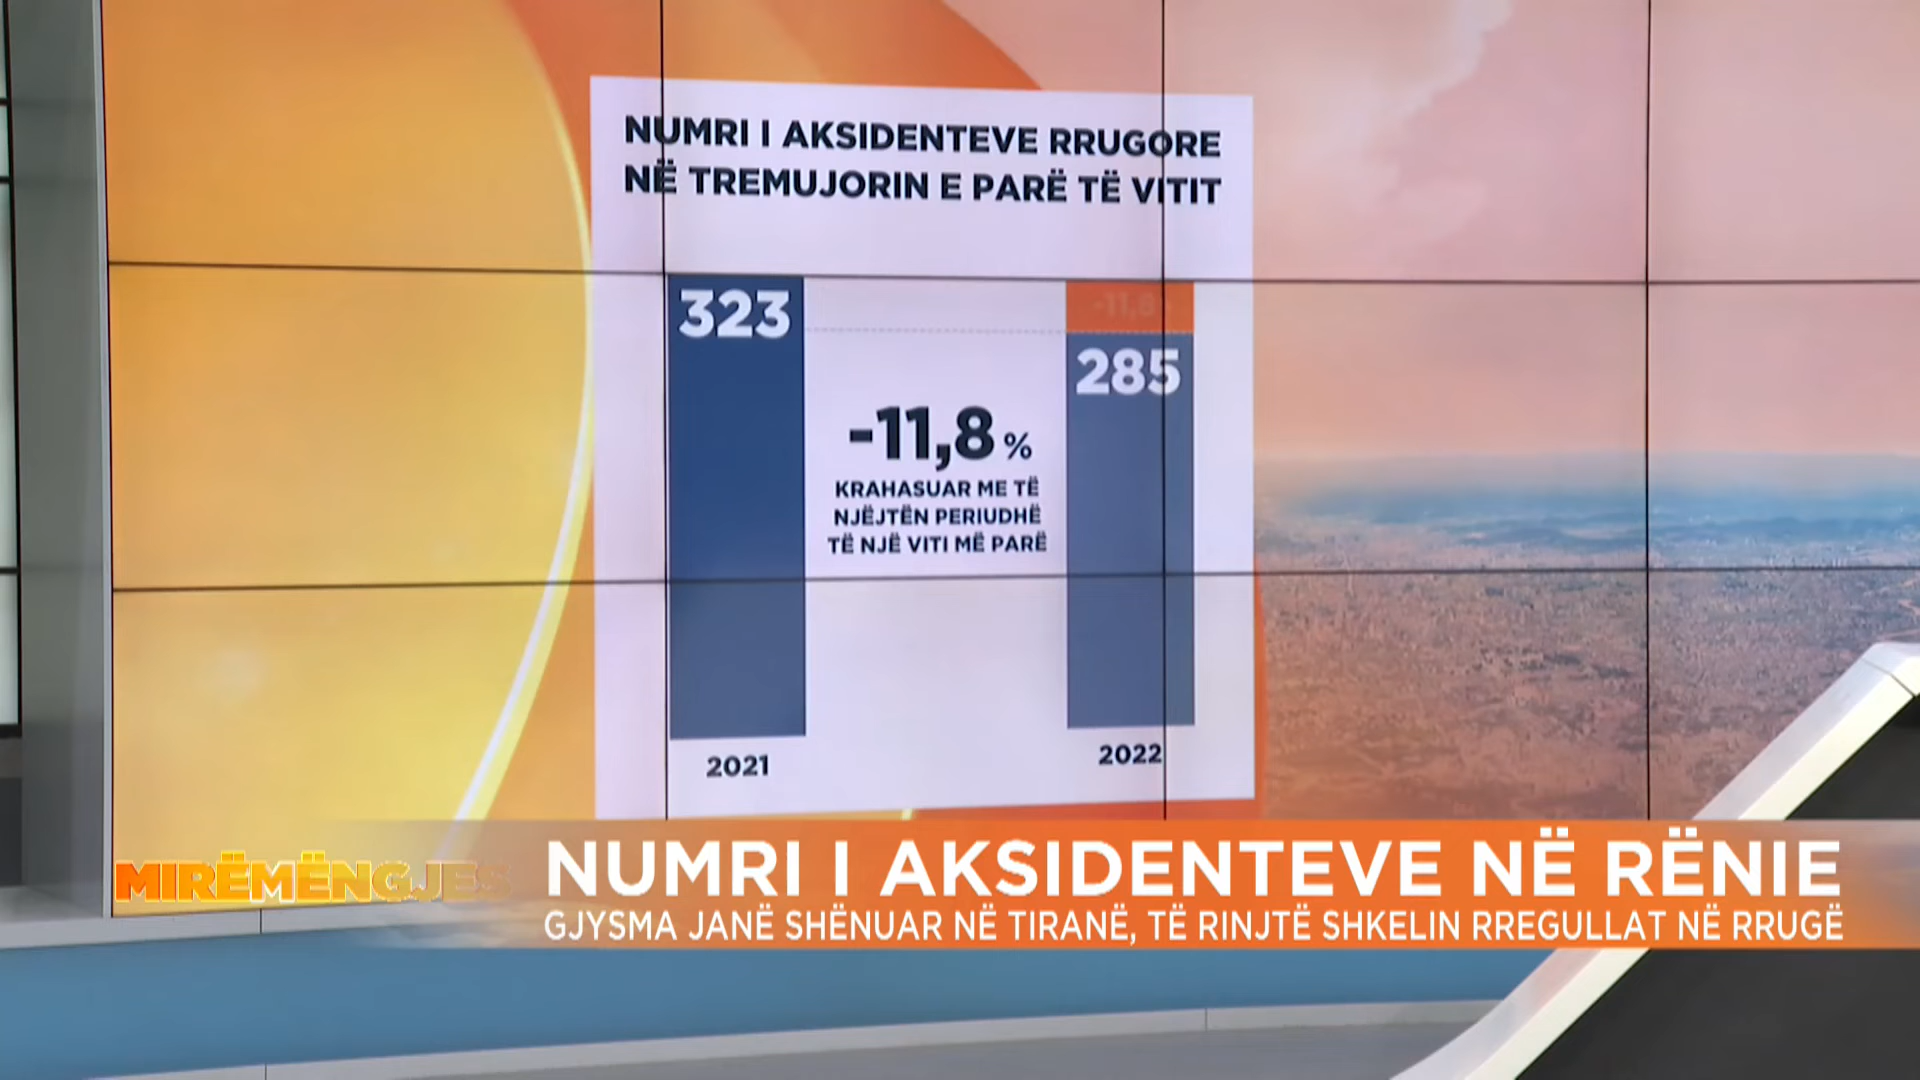 NUMRI I AKSIDENTEVE RRUGORE
NË TREMUJORIN E PARË TË VITIT
323
-11,8
285
-11,8 %
KRAHASUAR ME TË
NJËJTËN PERIUDHË
TË NJË VITI MË PARË
2021
2022
MIRËMËNGJES
NUMRI I AKSIDENTEVE NË RËNIE
GJYSMA JANË SHËNUAR NË TIRANË, TË RINJTË SHKELIN RREGULLAT NË RRUGË